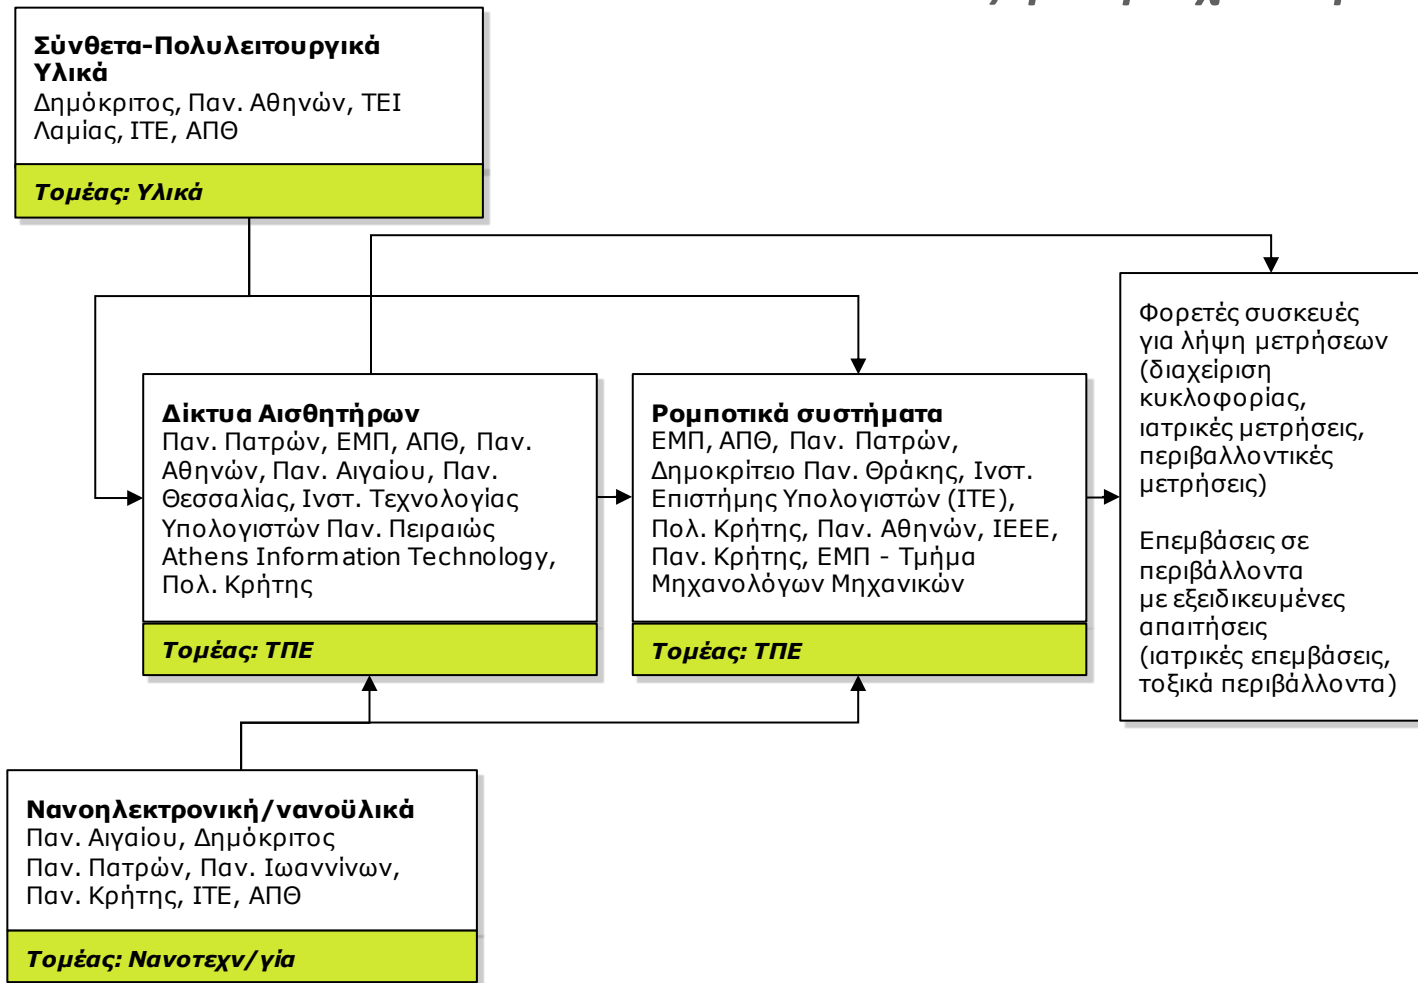 Σύνθετα-Πολυλειτουργικά
Υλικά
Δημόκριτος, Παν. Αθηνών, ΤΕΙ
Λαμίας, ΙΤΕ, ΑΠΘ
Τομέας: Υλικά
Δίκτυα Αισθητήρων
Παν. Πατρών, ΕΜΠ, ΑΠΘ, Παν.
Αθηνών, Παν. Αιγαίου, Παν.
Θεσσαλίας, Ινστ. Τεχνολογίας
Υπολογιστών Παν. Πειραιώς
Athens Information Technology,
Πολ. Κρήτης
Τομέας: ΤΠΕ
Ρομποτικά συστήματα
ΕΜΠ, ΑΠΘ, Παν. Πατρών,
Δημοκρίτειο Παν. Θράκης, Ινστ.
Επιστήμης Υπολογιστών (ΙΤΕ),
Πολ. Κρήτης, Παν. Αθηνών, IEEE,
Παν. Κρήτης, ΕΜΠ - Τμήμα
Μηχανολόγων Μηχανικών
Τομέας: ΤΠΕ
Φορετές συσκευές
για λήψη μετρήσεων
(διαχείριση
κυκλοφορίας,
ιατρικές μετρήσεις,
περιβαλλοντικές
μετρήσεις)
Επεμβάσεις σε
περιβάλλοντα
με εξειδικευμένες
απαιτήσεις
(ιατρικές επεμβάσεις,
τοξικά περιβάλλοντα)
Νανοηλεκτρονική/νανοϋλικά
Παν. Αιγαίου, Δημόκριτος
Παν. Πατρών, Παν. Ιωαννίνων,
Παν. Κρήτης, ΙΤΕ, ΑΠΘ
Τομέας: Νανοτεχν/γία